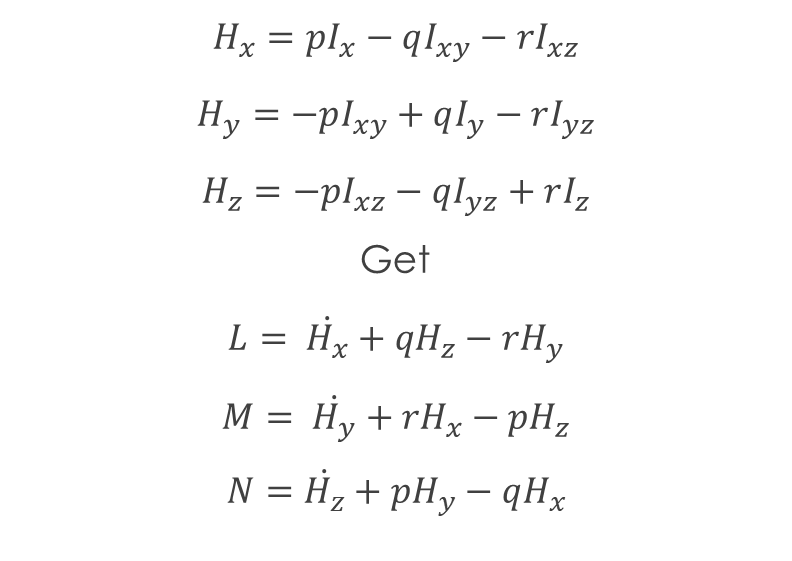 H_x = pI_x − qI_xy − rI_xz
H_y = −pI_xy + qI_y − rI_yz
H_z = −pI_xz − qI_yz + rI_z
Get
L = Ḣ_x + qH_z − rH_y
M = Ḣ_y + rH_x − pH_z
N = Ḣ_z + pH_y − qH_x